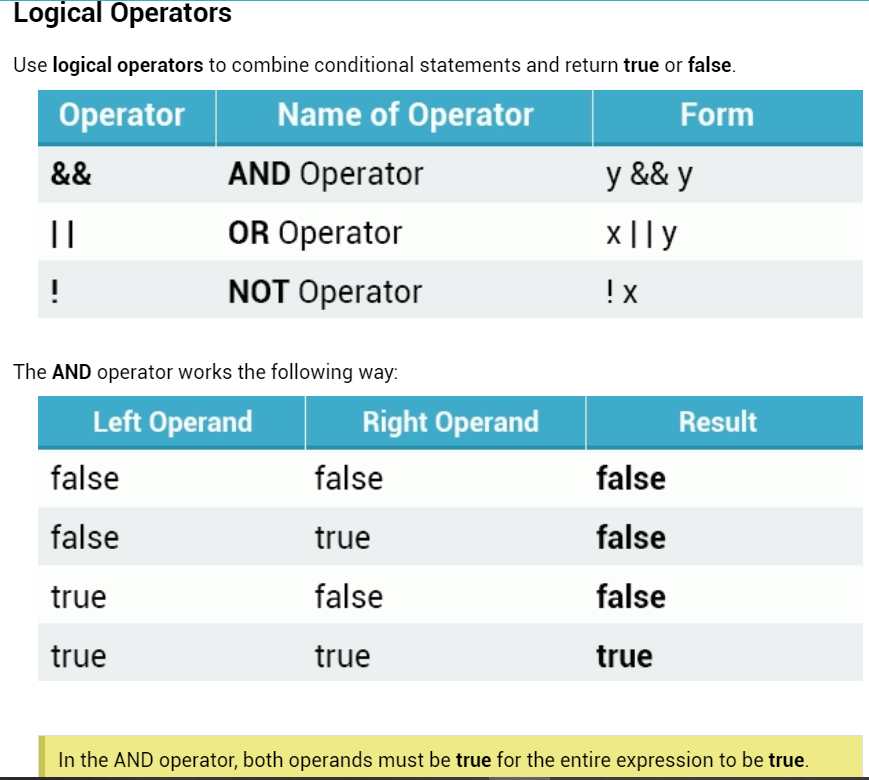 Logical Operators
Use logical operators to combine conditional statements and return true or false.
Operator Name of Operator Form
&& AND Operator y && y
|| OR Operator x || y
! NOT Operator ! x
The AND operator works the following way:
Left Operand Right Operand Result
false false false
false true false
true false false
true true true
In the AND operator, both operands must be true for the entire expression to be true.